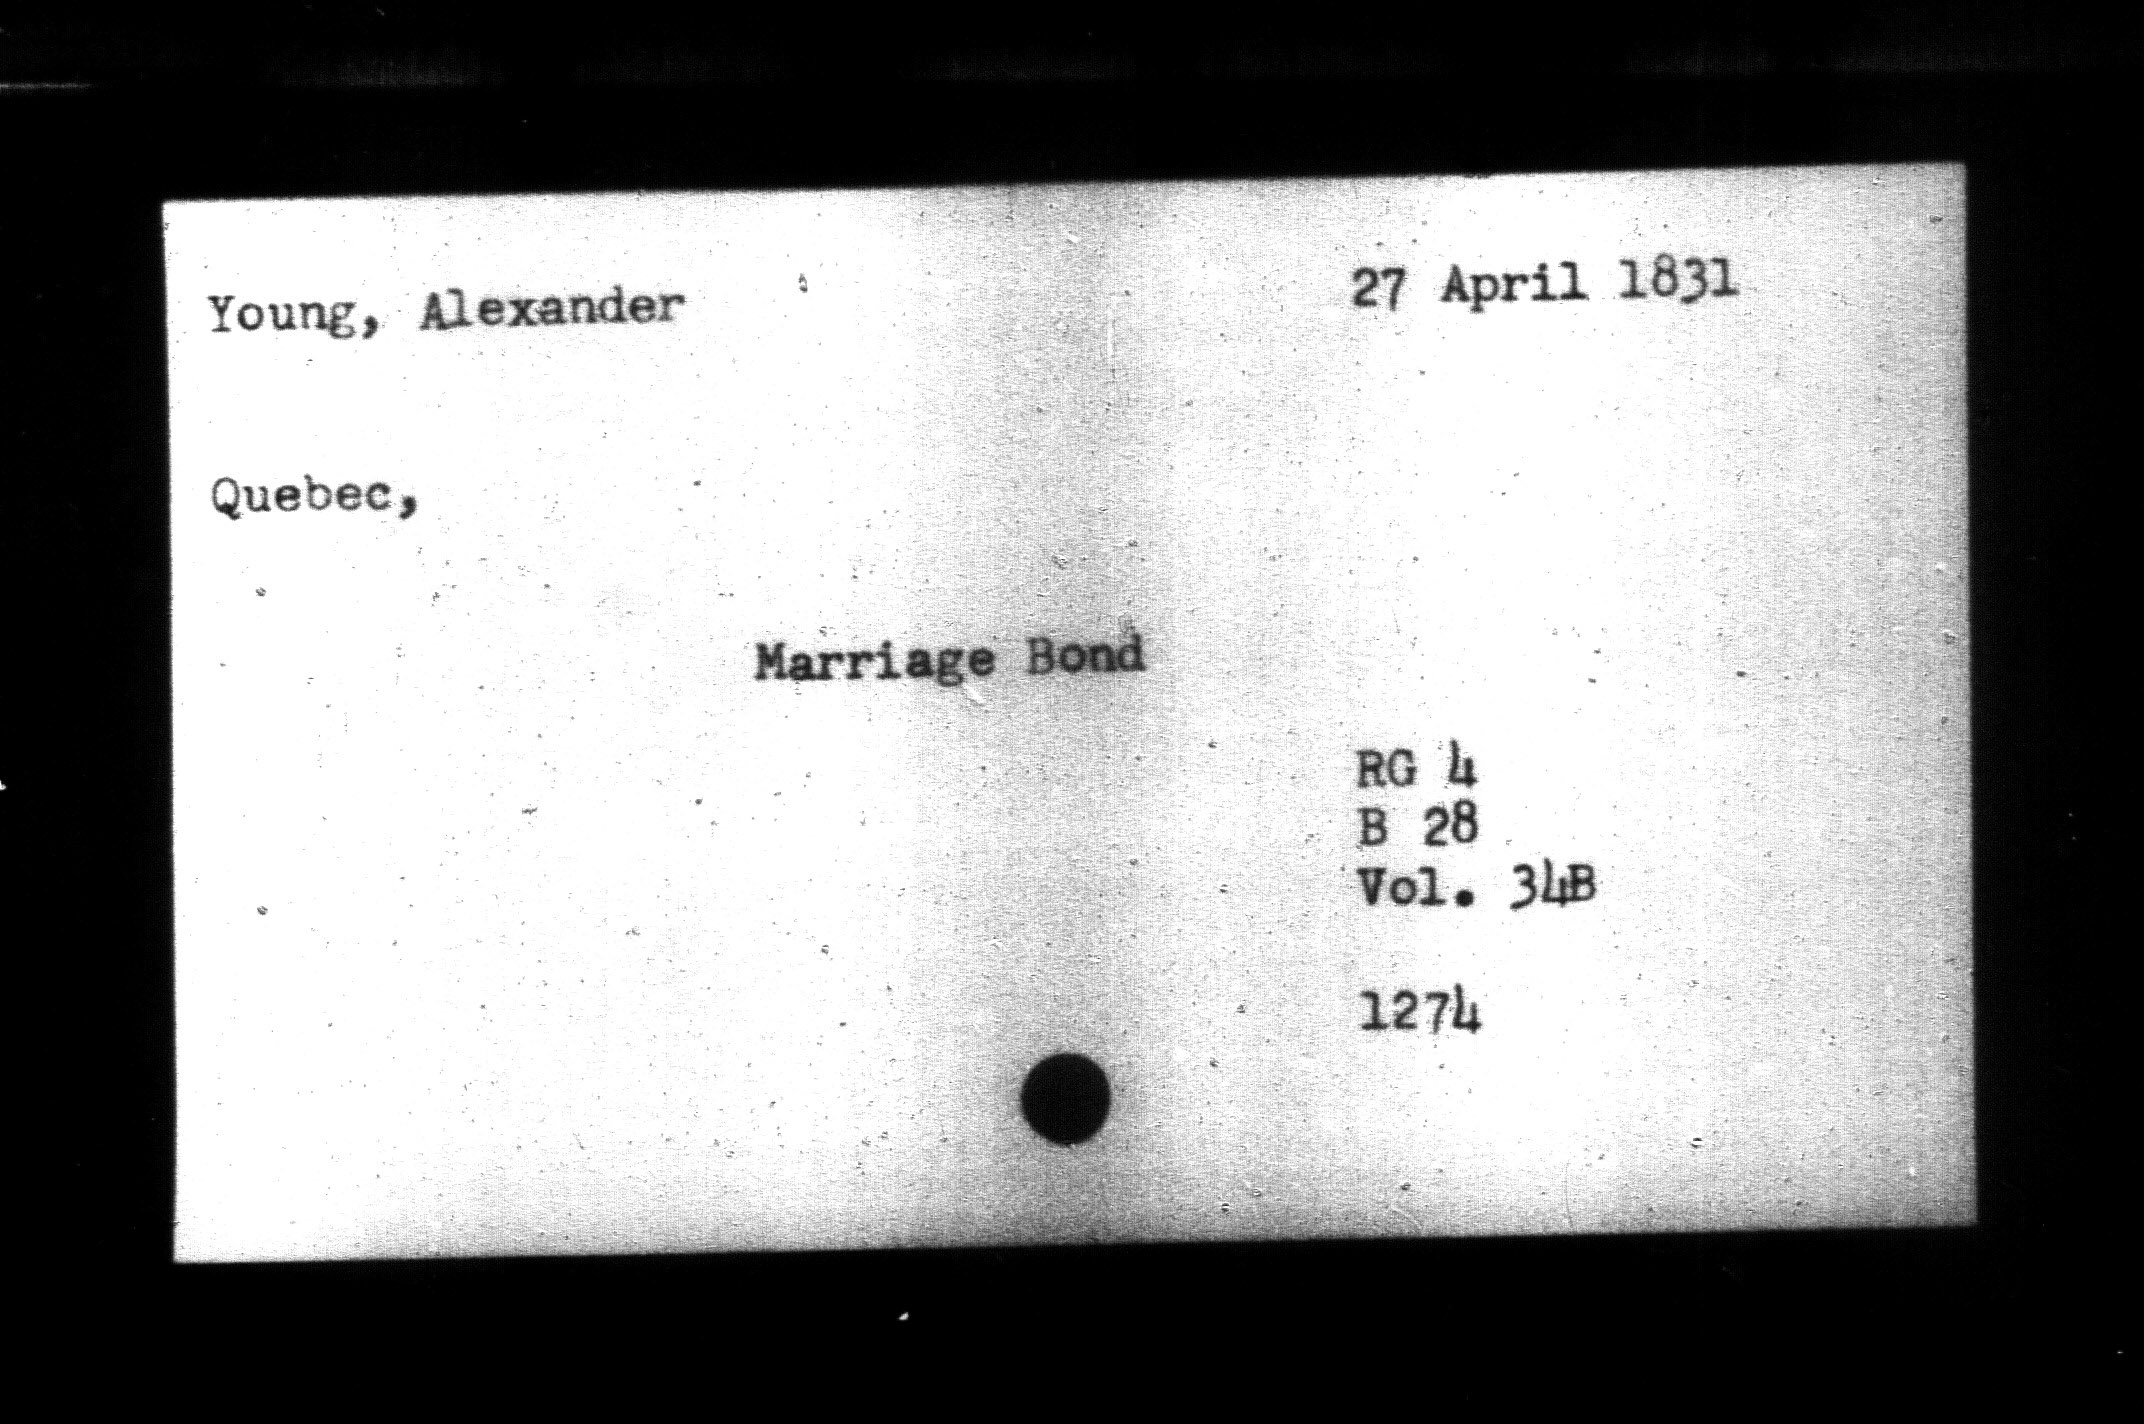 Young, Alexander 27 April 1831
Quebec,
Marriage Bond
RG 4
B 28
Vol. 34B
1274